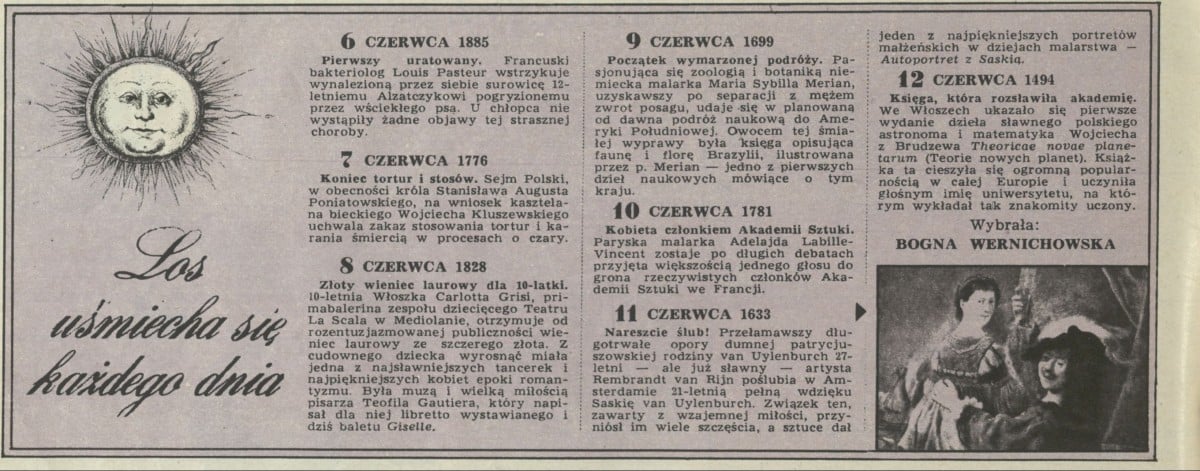 Los
uśmiecha się
każdego dnia
6 CZERWCA 1885
Pierwszy uratowany. Francuski
bakteriolog Louis Pasteur wstrzykuje
wynalezioną przez siebie surowicę 12-
letniemu Alzatczykowi pogryzionemu
przez wściekłego psa. U chłopca nie
wystąpiły żadne objawy tej strasznej
choroby.
7 CZERWCA 1776
Koniec tortur i stosów. Sejm Polski,
w obecności króla Stanisława Augusta
Poniatowskiego, na wniosek kasztela-
na bieckiego Wojciecha Kluszewskiego
uchwala zakaz stosowania tortur i ka-
rania śmiercią w procesach o czary.
8 CZERWCA 1828
Złoty wieniec laurowy dla 10-latki.
10-letnia Włoszka Carlotta Grisi, pri-
mabalerina zespołu dziecięcego Teatru
La Scala w Mediolanie, otrzymuje od
rozentuzjazmowanej publiczności wie-
niec laurowy ze szczerego złota. Z
cudownego dziecka wyrosnąć miała
jedna z najsławniejszych tancerek i
najpiękniejszych kobiet epoki roman-
tyzmu. Była muzą i wielką miłością
pisarza Teofila Gautiera, który napi-
sał dla niej libretto wystawianego i
dziś baletu Giselle.
9 CZERWCA 1699
Początek wymarzonej podróży. Pa-
sjonująca się zoologią i botaniką nie-
miecka malarka Maria Sybilla Merian,
uzyskawszy po separacji z mężem
zwrot posagu, udaje się w planowaną
od dawna podróż naukową do Ame-
ryki Południowej. Owocem tej śmia-
łej wyprawy była księga opisująca
faunę i florę Brazylii, ilustrowana
przez p. Merian — jedno z pierwszych
dzieł naukowych mówiące o tym
kraju.
10 CZERWCA 1781
Kobieta członkiem Akademii Sztuki.
Paryska malarka Adelajda Labille-
Vincent zostaje po długich debatach
przyjęta większością jednego głosu do
grona rzeczywistych członków Aka-
demii Sztuki we Francji.
11 CZERWCA 1633
Nareszcie ślub! Przełamawszy dłu-
gotrwałe opory dumnej patrycju-
szowskiej rodziny van Uylenburch 27-
letni — ale już sławny — artysta
Rembrandt van Rijn poślubia w Am-
sterdamie 21-letnią pełną wdzięku
Saskię van Uylenburch. Związek ten,
zawarty z wzajemnej miłości, przy-
niósł im wiele szczęścia, a sztuce dał
jeden z najpiękniejszych portretów
małżeńskich w dziejach malarstwa —
Autoportret z Saskią.
12 CZERWCA 1494
Księga, która rozsławiła akademię.
We Włoszech ukazało się pierwsze
wydanie dzieła sławnego polskiego
astronoma i matematyka Wojciecha
z Brudzewa Theoricae novae plane-
tarum (Teorie nowych planet). Książ-
ka ta cieszyła się ogromną popular-
nością w całej Europie i uczyniła
głośnym imię uniwersytetu, na któ-
rym wykładał tak znakomity uczony.
Wybrała:
BOGNA WERNICHOWSKA